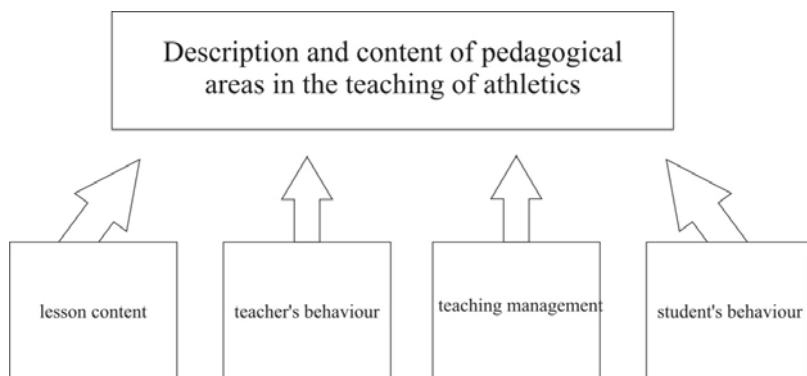 Description and content of pedagogical
areas in the teaching of athletics
lesson content
teacher's behaviour
teaching management
student's behaviour